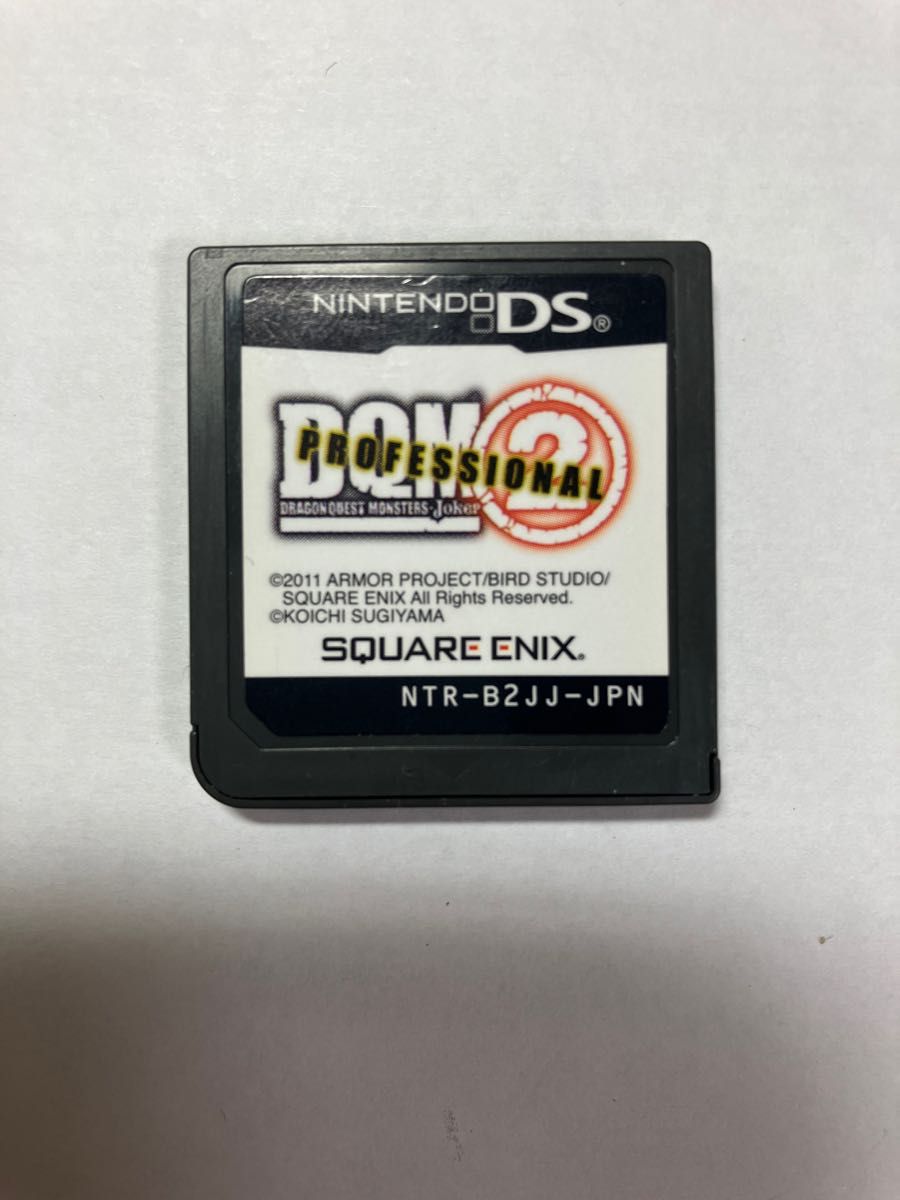 NINTENDO DS®
DQM 2
PROFESSIONAL
DRAGON QUEST MONSTERS-Joker
©2011 ARMOR PROJECT/BIRD STUDIO/
SQUARE ENIX All Rights Reserved.
©KOICHI SUGIYAMA
SQUARE ENIX®
NTR-B2JJ-JPN